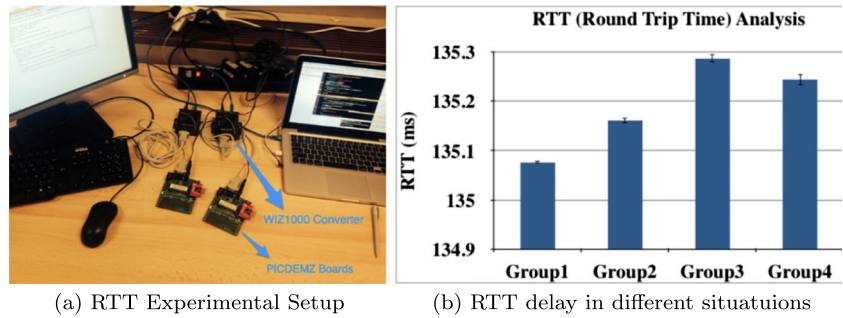 WIZ1000 Converter
PICDEMZ Boards
(a) RTT Experimental Setup
RTT (Round Trip Time) Analysis
RTT (ms)
135.3
135.2
135.1
135
134.9
Group1 Group2 Group3 Group4
(b) RTT delay in different situatuions